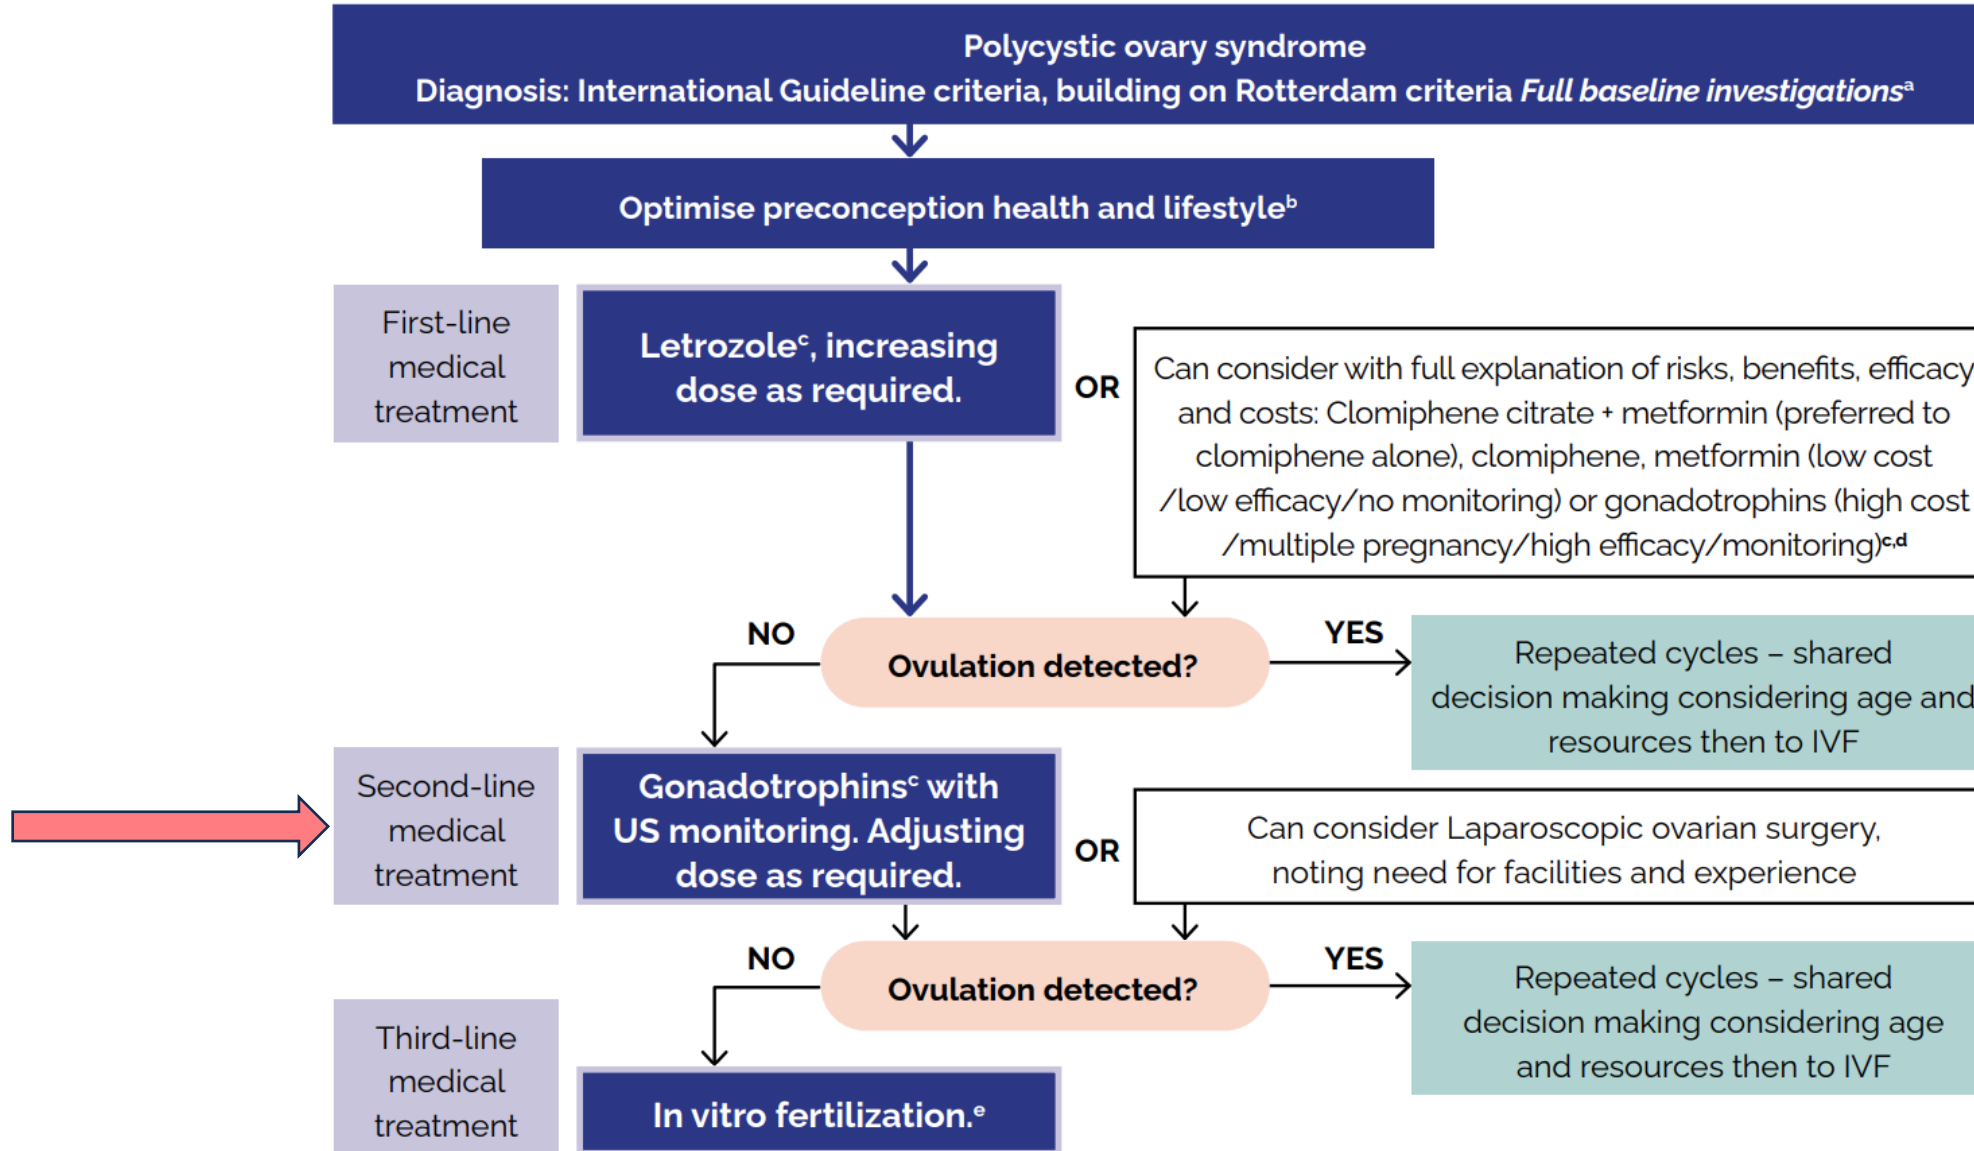 Polycystic ovary syndrome
Diagnosis: International Guideline criteria, building on Rotterdam criteria Full baseline investigationsᵃ
Optimise preconception health and lifestyleᵇ
First-line
medical
treatment
Letrozoleᶜ, increasing
dose as required.
OR
Can consider with full explanation of risks, benefits, efficacy
and costs: Clomiphene citrate + metformin (preferred to
clomiphene alone), clomiphene, metformin (low cost
/low efficacy/no monitoring) or gonadotrophins (high cost
/multiple pregnancy/high efficacy/monitoring)ᶜ,ᵈ
NO
Ovulation detected?
YES
Repeated cycles – shared
decision making considering age and
resources then to IVF
Second-line
medical
treatment
Gonadotrophinsᶜ with
US monitoring. Adjusting
dose as required.
OR
Can consider Laparoscopic ovarian surgery,
noting need for facilities and experience
NO
Ovulation detected?
YES
Repeated cycles – shared
decision making considering age
and resources then to IVF
Third-line
medical
treatment
In vitro fertilization.ᵉ